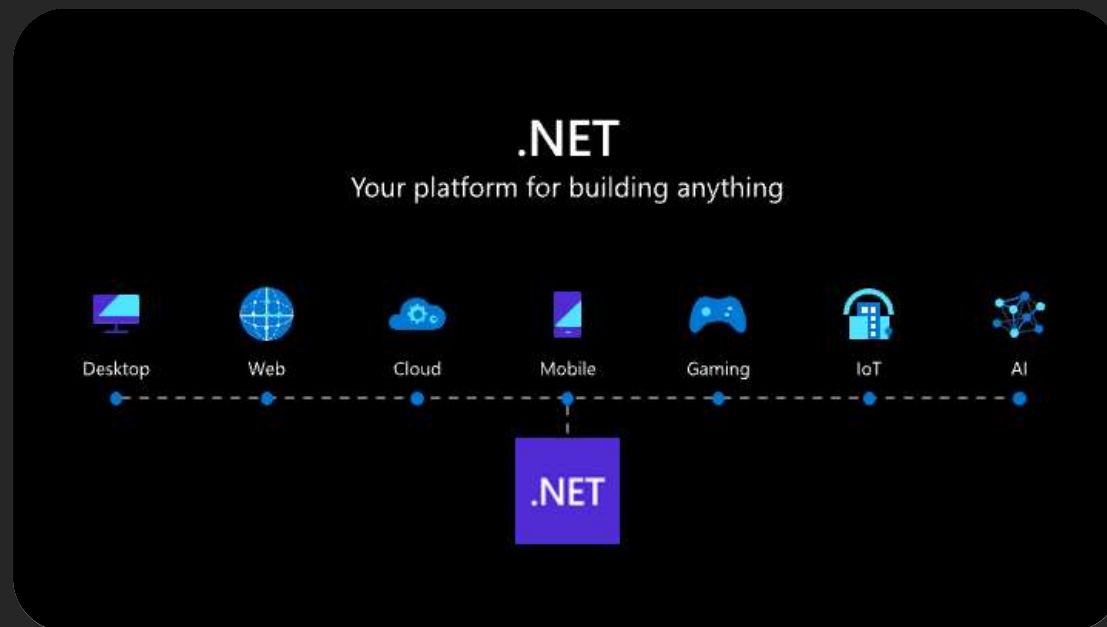 .NET
Your platform for building anything
Desktop
Web
Cloud
Mobile
Gaming
IoT
AI
.NET